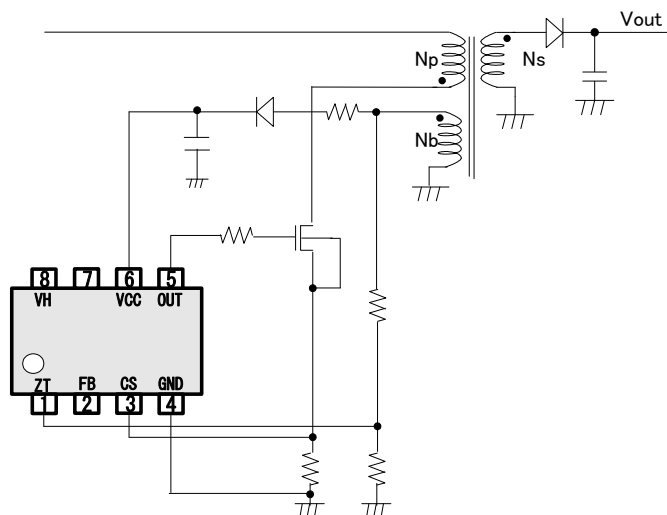 Vout
Np
Ns
Nb
8 7 6 5
VH VCC OUT
ZT FB CS GND
1 2 3 4